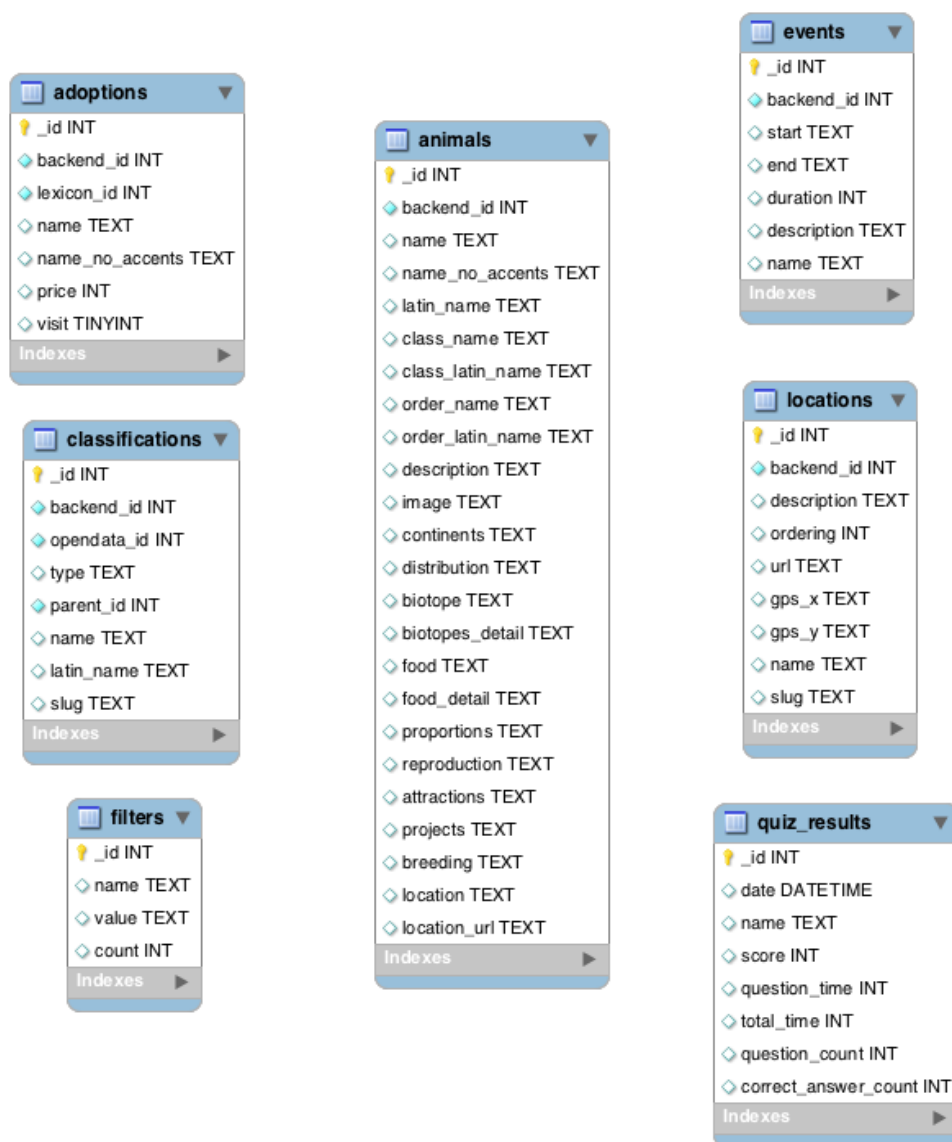 adoptions
_id INT
backend_id INT
lexicon_id INT
name TEXT
name_no_accents TEXT
price INT
visit TINYINT
Indexes
classifications
_id INT
backend_id INT
opendata_id INT
type TEXT
parent_id INT
name TEXT
latin_name TEXT
slug TEXT
Indexes
filters
_id INT
name TEXT
value TEXT
count INT
Indexes
animals
_id INT
backend_id INT
name TEXT
name_no_accents TEXT
latin_name TEXT
class_name TEXT
class_latin_name TEXT
order_name TEXT
order_latin_name TEXT
description TEXT
image TEXT
continents TEXT
distribution TEXT
biotope TEXT
biotopes_detail TEXT
food TEXT
food_detail TEXT
proportions TEXT
reproduction TEXT
attractions TEXT
projects TEXT
breeding TEXT
location TEXT
location_url TEXT
Indexes
events
_id INT
backend_id INT
start TEXT
end TEXT
duration INT
description TEXT
name TEXT
Indexes
locations
_id INT
backend_id INT
description TEXT
ordering INT
url TEXT
gps_x TEXT
gps_y TEXT
name TEXT
slug TEXT
Indexes
quiz_results
_id INT
date DATETIME
name TEXT
score INT
question_time INT
total_time INT
question_count INT
correct_answer_count INT
Indexes